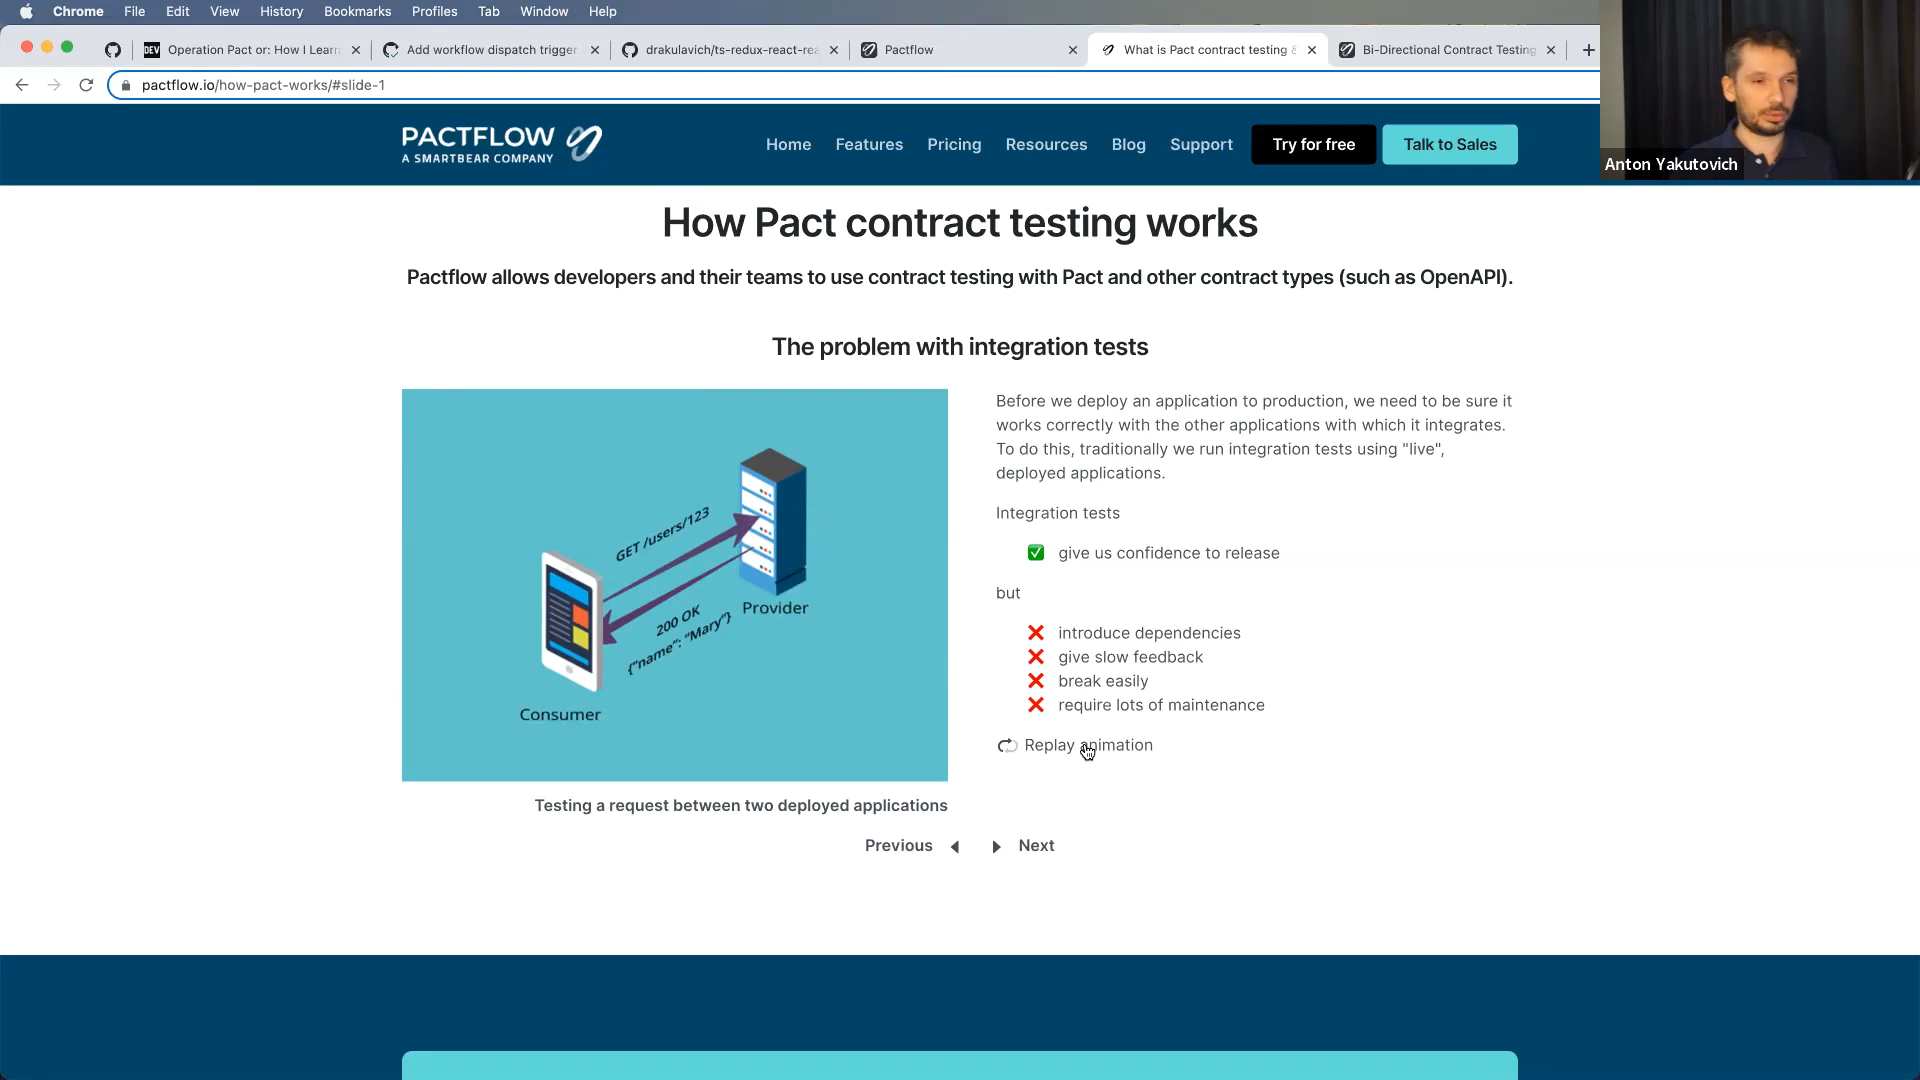 Chrome File Edit View History Bookmarks Profiles Tab Window Help
DEV Operation Pact or: How I Learn
Add workflow dispatch trigger
drakulavich/ts-redux-react-rea
Pactflow
What is Pact contract testing &
Bi-Directional Contract Testing
pactflow.io/how-pact-works/#slide-1
PACTFLOW
A SMARTBEAR COMPANY
Home Features Pricing Resources Blog Support Try for free Talk to Sales
Anton Yakutovich
How Pact contract testing works
Pactflow allows developers and their teams to use contract testing with Pact and other contract types (such as OpenAPI).
The problem with integration tests
GET /users/123
200 OK
{"name": "Mary"}
Provider
Consumer
Testing a request between two deployed applications
Before we deploy an application to production, we need to be sure it
works correctly with the other applications with which it integrates.
To do this, traditionally we run integration tests using "live",
deployed applications.
Integration tests
give us confidence to release
but
introduce dependencies
give slow feedback
break easily
require lots of maintenance
Replay animation
Previous Next